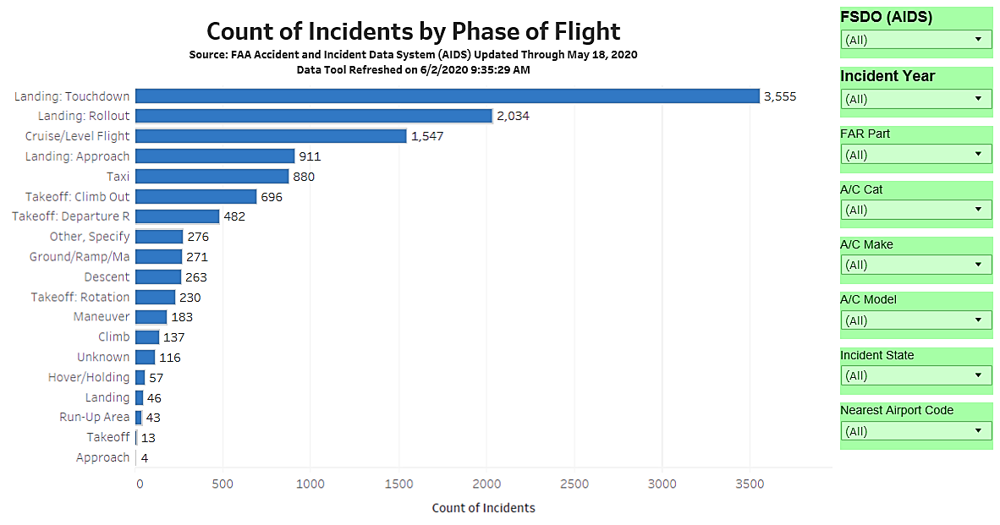 Count of Incidents by Phase of Flight
Source: FAA Accident and Incident Data System (AIDS) Updated Through May 18, 2020
Data Tool Refreshed on 6/2/2020 9:35:29 AM
Landing: Touchdown 3,555
Landing: Rollout 2,034
Cruise/Level Flight 1,547
Landing: Approach 911
Taxi 880
Takeoff: Climb Out 696
Takeoff: Departure R 482
Other, Specify 276
Ground/Ramp/Ma 271
Descent 263
Takeoff: Rotation 230
Maneuver 183
Climb 137
Unknown 116
Hover/Holding 57
Landing 46
Run-Up Area 43
Takeoff 13
Approach 4
0 500 1000 1500 2000 2500 3000 3500
Count of Incidents
FSDO (AIDS)
(All)
Incident Year
(All)
FAR Part
(All)
A/C Cat
(All)
A/C Make
(All)
A/C Model
(All)
Incident State
(All)
Nearest Airport Code
(All)